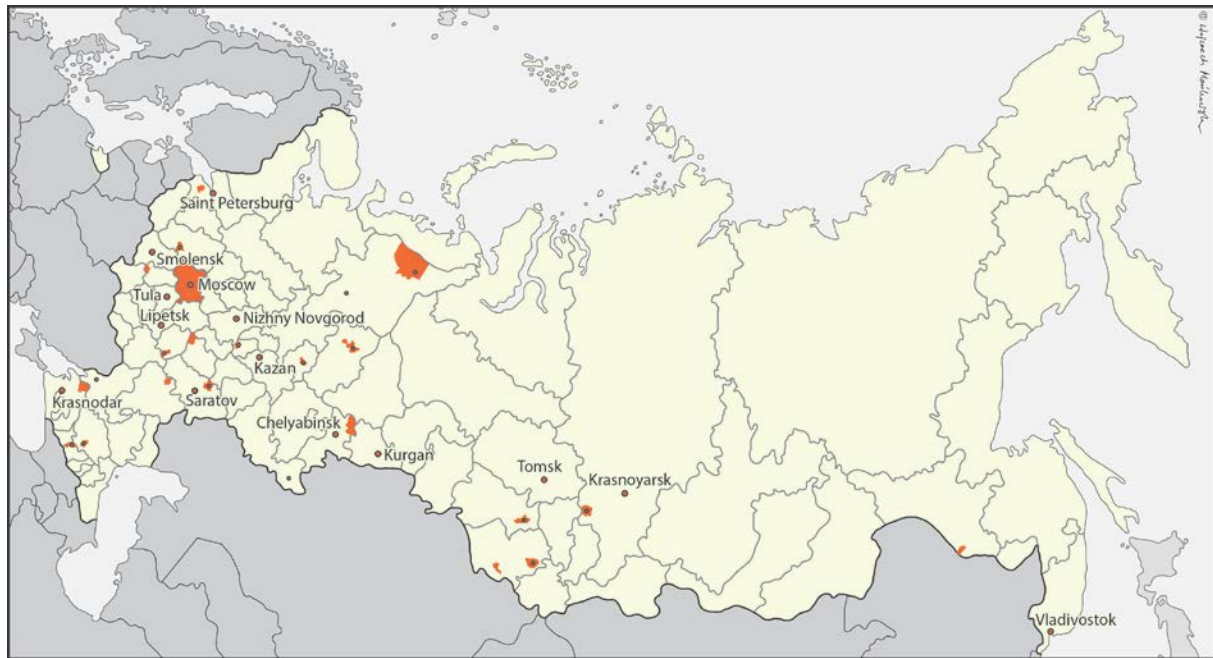 Saint Petersburg
Smolensk
Moscow
Tula
Lipetsk
Nizhny Novgorod
Kazan
Krasnodar
Saratov
Chelyabinsk
Kurgan
Tomsk
Krasnoyarsk
Vladivostok